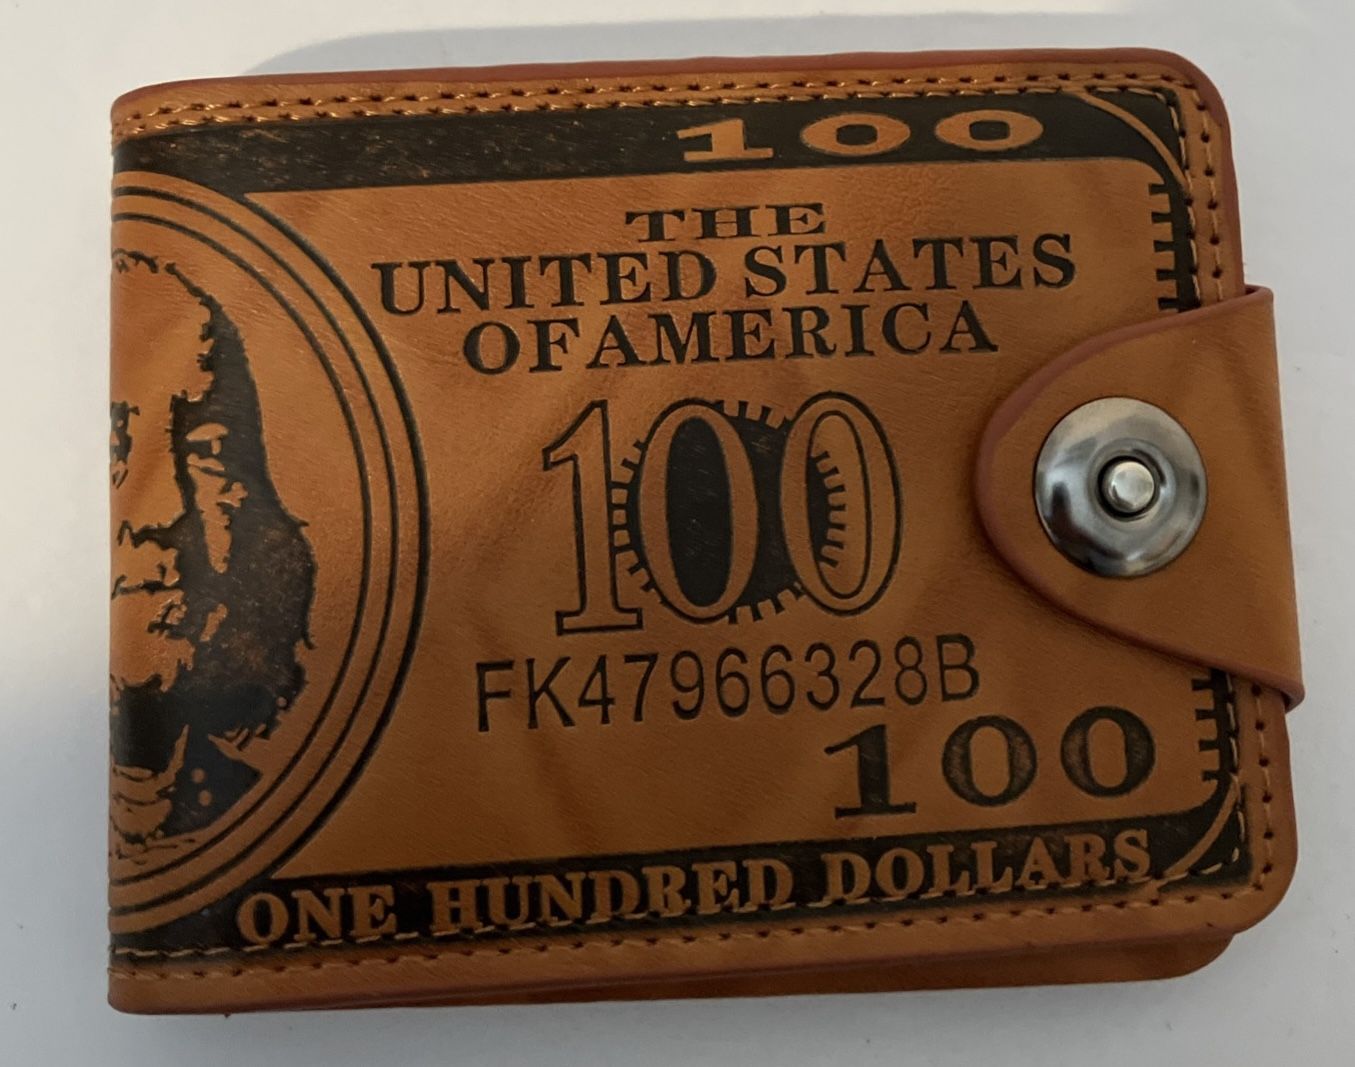 100
THE
UNITED STATES
OFAMERICA
100
FK47966328B
100
ONE HUNDRED DOLLARS